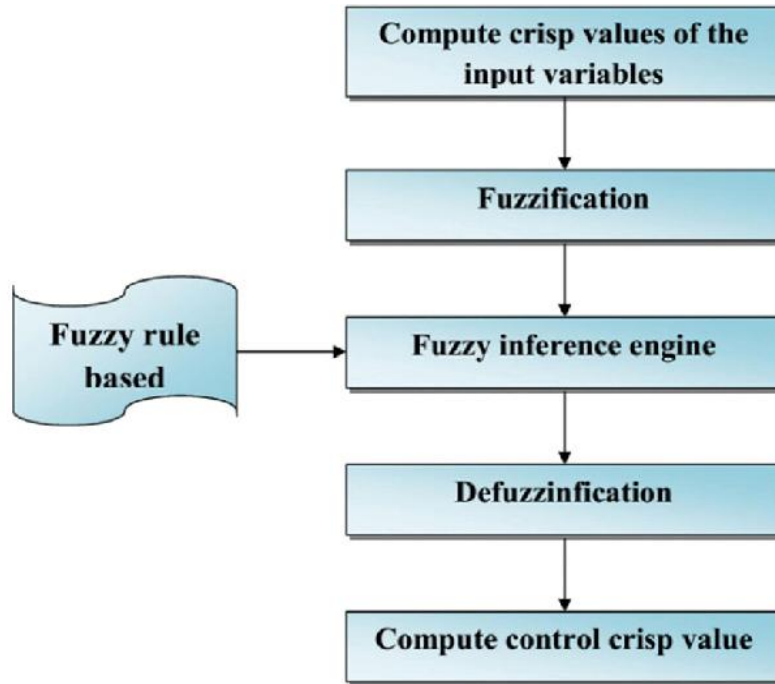 Compute crisp values of the
input variables
Fuzzification
Fuzzy rule
based
Fuzzy inference engine
Defuzzinfication
Compute control crisp value